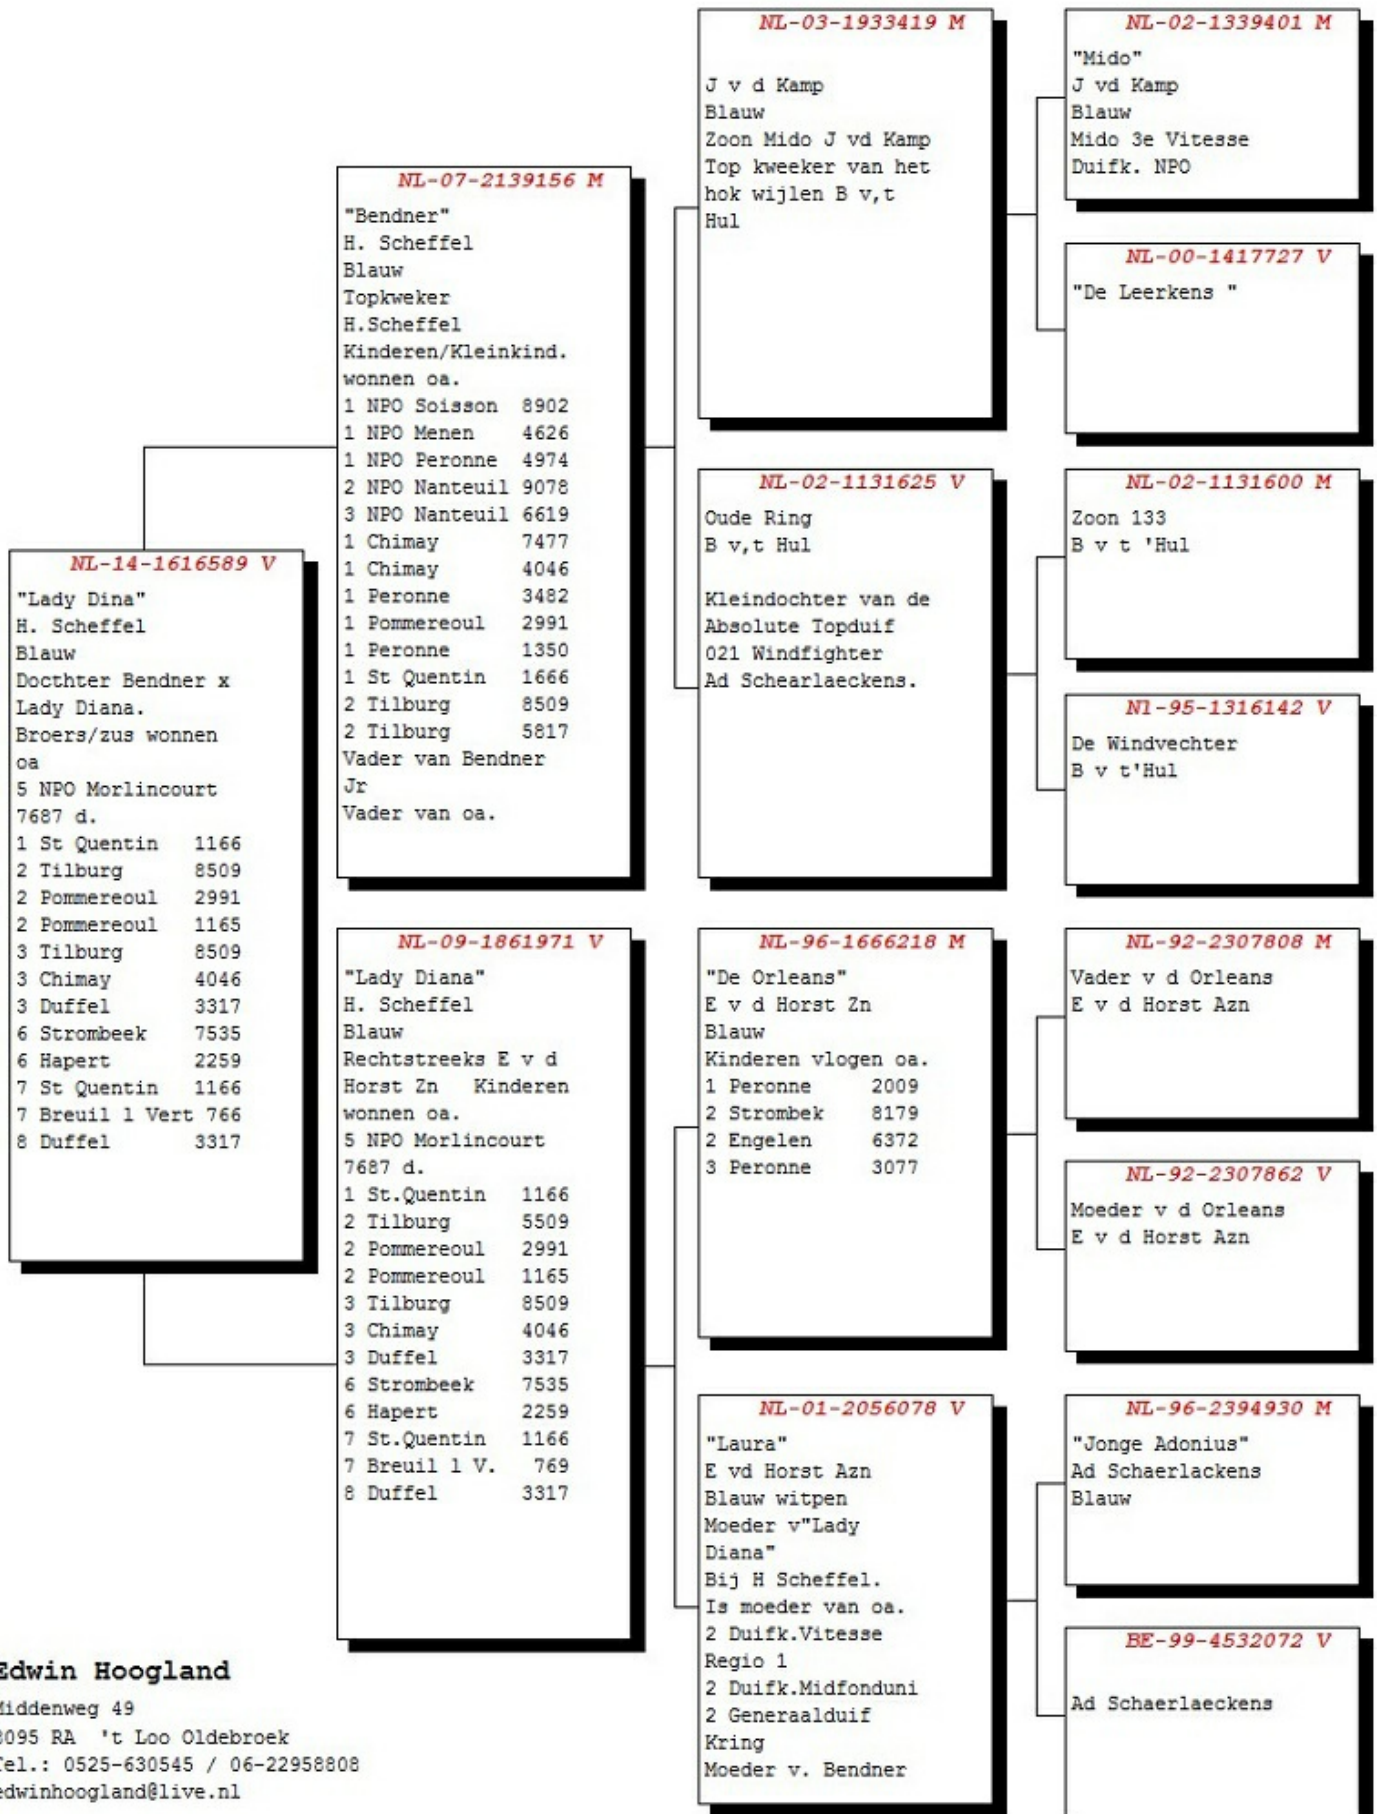 NL-14-1616589 V
"Lady Dina"
H. Scheffel
Blauw
Docthter Bendner x
Lady Diana.
Broers/zus wonnen
oa
5 NPO Morlincourt
7687 d.
1 St Quentin 1166
2 Tilburg 8509
2 Pommereoul 2991
2 Pommereoul 1165
3 Tilburg 8509
3 Chimay 4046
3 Duffel 3317
6 Strombeek 7535
6 Hapert 2259
7 St Quentin 1166
7 Breuil l Vert 766
8 Duffel 3317
NL-07-2139156 M
"Bendner"
H. Scheffel
Blauw
Topkweker
H.Scheffel
Kinderen/Kleinkind.
wonnen oa.
1 NPO Soisson 8902
1 NPO Menen 4626
1 NPO Peronne 4974
2 NPO Nanteuil 9078
3 NPO Nanteuil 6619
1 Chimay 7477
1 Chimay 4046
1 Peronne 3482
1 Pommereoul 2991
1 Peronne 1350
1 St Quentin 1666
2 Tilburg 8509
2 Tilburg 5817
Vader van Bendner
Jr
Vader van oa.
NL-09-1861971 V
"Lady Diana"
H. Scheffel
Blauw
Rechtstreeks E v d
Horst Zn Kinderen
wonnen oa.
5 NPO Morlincourt
7687 d.
1 St.Quentin 1166
2 Tilburg 5509
2 Pommereoul 2991
2 Pommereoul 1165
3 Tilburg 8509
3 Chimay 4046
3 Duffel 3317
6 Strombeek 7535
6 Hapert 2259
7 St.Quentin 1166
7 Breuil l V. 769
8 Duffel 3317
NL-03-1933419 M
J v d Kamp
Blauw
Zoon Mido J vd Kamp
Top kweeker van het
hok wijlen B v,t
Hul
NL-02-1131625 V
Oude Ring
B v,t Hul
Kleindochter van de
Absolute Topduif
021 Windfighter
Ad Schearlaeckens.
NL-96-1666218 M
"De Orleans"
E v d Horst Zn
Blauw
Kinderen vlogen oa.
1 Peronne 2009
2 Strombek 8179
2 Engelen 6372
3 Peronne 3077
NL-01-2056078 V
"Laura"
E vd Horst Azn
Blauw witpen
Moeder v"Lady
Diana"
Bij H Scheffel.
Is moeder van oa.
2 Duifk.Vitesse
Regio 1
2 Duifk.Midfonduni
2 Generaalduif
Kring
Moeder v. Bendner
NL-02-1339401 M
"Mido"
J vd Kamp
Blauw
Mido 3e Vitesse
Duifk. NPO
NL-00-1417727 V
"De Leerkens "
NL-02-1131600 M
Zoon 133
B v t 'Hul
Nl-95-1316142 V
De Windvechter
B v t'Hul
NL-92-2307808 M
Vader v d Orleans
E v d Horst Azn
NL-92-2307862 V
Moeder v d Orleans
E v d Horst Azn
NL-96-2394930 M
"Jonge Adonius"
Ad Schaerlackens
Blauw
BE-99-4532072 V
Ad Schaerlaeckens
Edwin Hoogland
Middenweg 49
8095 RA 't Loo Oldebroek
Tel.: 0525-630545 / 06-22958808
edwinhoogland@live.nl